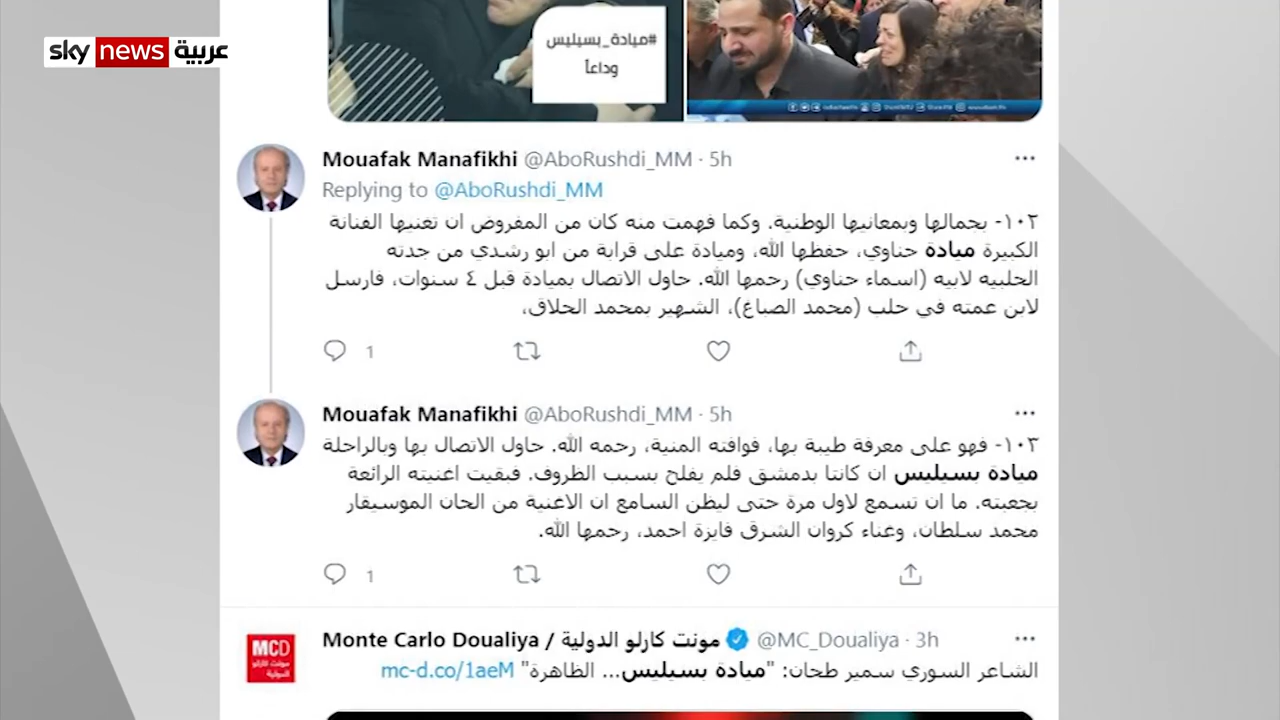 sky news عربية
#ميادة_بسيليس
وداعاً
Mouafak Manafikhi @AboRushdi_MM · 5h
Replying to @AboRushdi_MM
١٠٢- بجمالها وبمعانيها الوطنية. وكما فهمت منه كان من المفروض ان تغنيها الفنانة
الكبيرة ميادة حناوي، حفظها الله، وميادة على قرابة من ابو رشدي من جدته
الحلبيه لابيه (اسماء حناوي) رحمها الله. حاول الاتصال بميادة قبل ٤ سنوات، فارسل
لابن عمته في حلب (محمد الصباغ)، الشهير بمحمد الحلاق،
1
Mouafak Manafikhi @AboRushdi_MM · 5h
١٠٣- فهو على معرفة طيبة بها، فوافته المنية، رحمه الله. حاول الاتصال بها وبالراحلة
ميادة بسيليس ان كانتا بدمشق فلم يفلح بسبب الظروف. فبقيت اغنيته الرائعة
بجعبته. ما ان تسمع لاول مرة حتى ليظن السامع ان الاغنية من الحان الموسيقار
محمد سلطان، وغناء كروان الشرق فايزة احمد، رحمها الله.
1
Monte Carlo Doualiya / مونت كارلو الدولية @MC_Doualiya · 3h
MCD
مونت كارلو
الدولية
الشاعر السوري سمير طحان: "ميادة بسيليس... الظاهرة" mc-d.co/1aeM